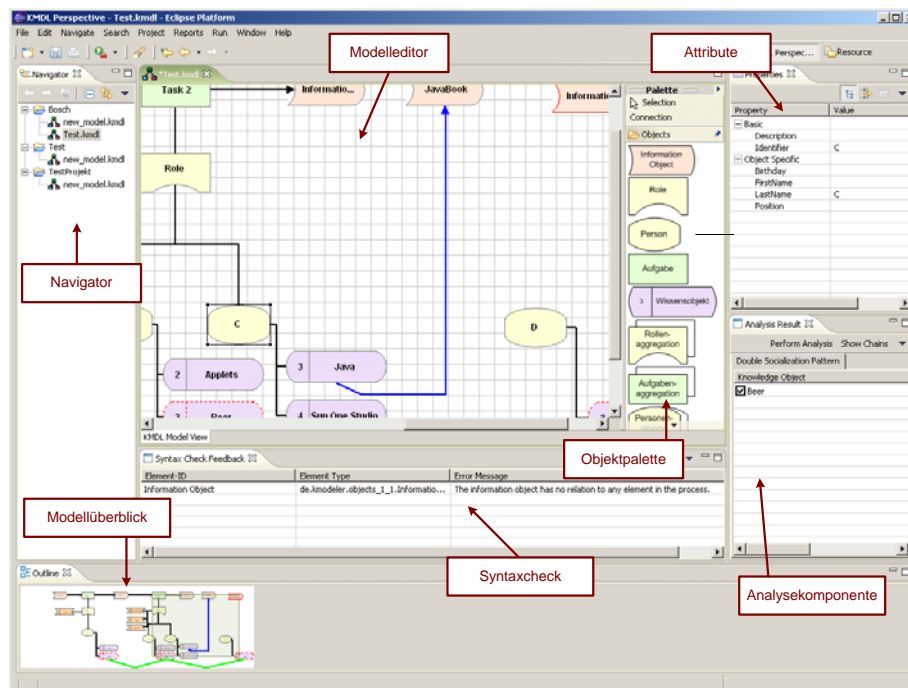 KMDL Perspective - Test.kmdl - Eclipse Platform
File Edit Navigate Search Project Reports Run Window Help
Perspec... Resource
Modelleditor
Attribute
Navigator
Bosch
new_model.kmdl
Test.kmdl
Test
new_model.kmdl
TestProjekt
new_model.kmdl
Navigator
*Test.kmdl
Task 2
Informatio...
JavaBook
Informati
Role
C
D
2 Applets
3 Java
3 Beer
4 Sun One Studio
KMDL Model View
Palette
Selection
Connection
Objects
Information
Object
Role
Person
Aufgabe
3 Wissensobjekt
Rollen-
aggregation
Aufgaben-
aggregation
Personen-
Objektpalette
Properties
Property Value
Basic
Description
Identifier C
Object Specific
Birthday
FirstName
LastName C
Position
Analysis Result
Perform Analysis Show Chains
Double Socialization Pattern
Knowledge Object
Beer
Analysekomponente
Syntax Check Feedback
Element-ID Element Type Error Message
Information Object de.kmodeler.objects_1_1.Informatio... The information object has no relation to any element in the process.
Syntaxcheck
Modellüberblick
Outline